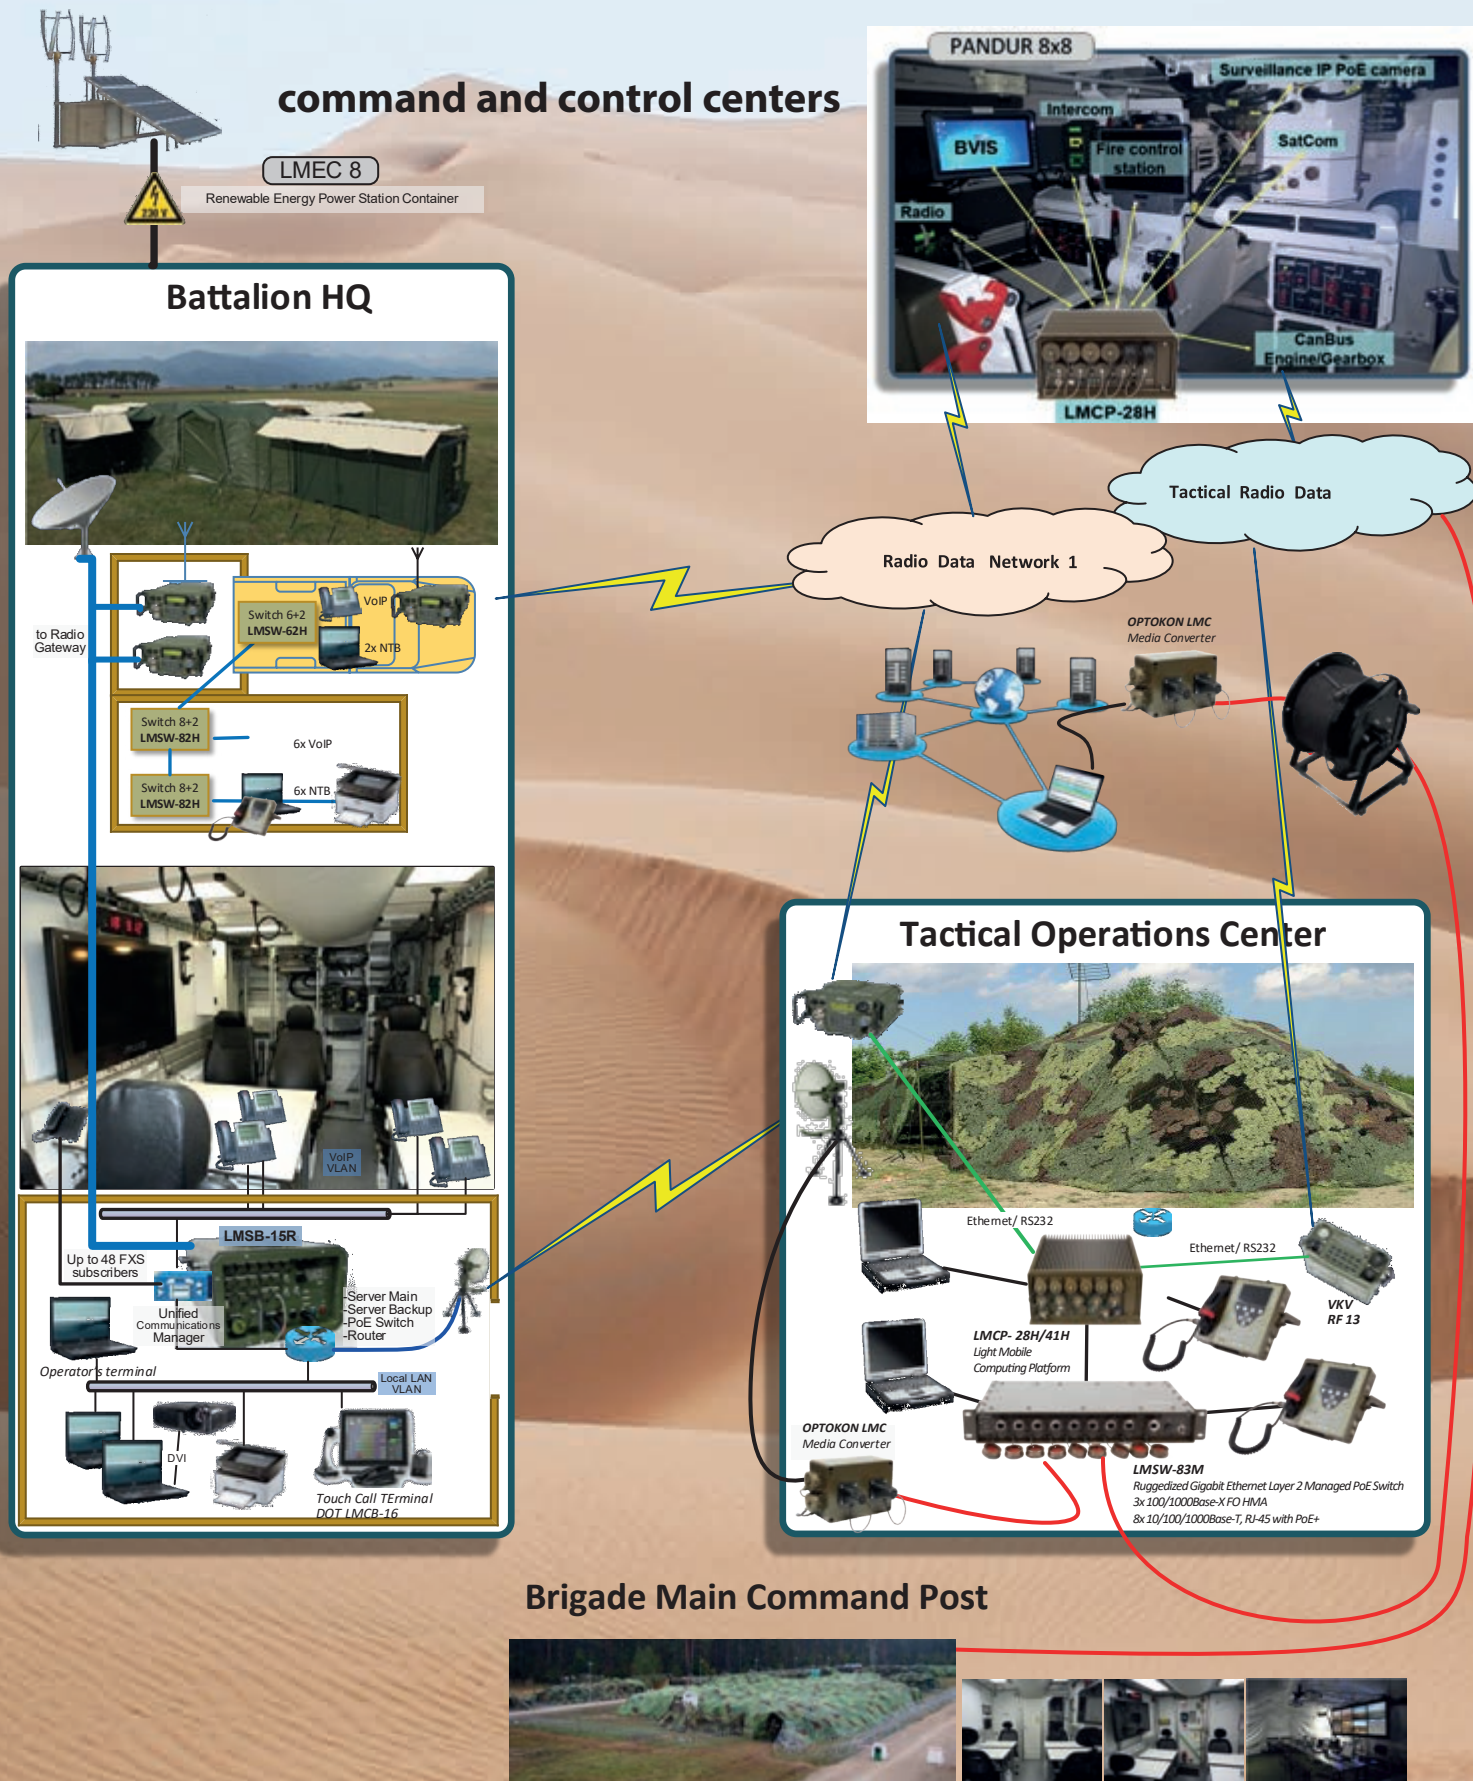 command and control centers
LMEC 8
Renewable Energy Power Station Container
230 V
PANDUR 8x8
Surveillance IP PoE camera
Intercom
BVIS
Fire control
station
SatCom
Radio
CanBus
Engine/Gearbox
LMCP-28H
Battalion HQ
Tactical Radio Data
Radio Data Network 1
to Radio
Gateway
Switch 6+2
LMSW-62H
VoIP
2x NTB
Switch 8+2
LMSW-82H
6x VoIP
Switch 8+2
LMSW-82H
6x NTB
OPTOKON LMC
Media Converter
VoIP
VLAN
LMSB-15R
Up to 48 FXS
subscribers
Unified
Communications
Manager
-Server Main
-Server Backup
-PoE Switch
-Router
Operator's terminal
Local LAN
VLAN
DVI
Touch Call TErminal
DOT LMCB-16
Tactical Operations Center
Ethernet/ RS232
Ethernet/ RS232
VKV
RF 13
LMCP- 28H/41H
Light Mobile
Computing Platform
OPTOKON LMC
Media Converter
LMSW-83M
Ruggedized Gigabit Ethernet Layer 2 Managed PoE Switch
3x 100/1000Base-X FO HMA
8x 10/100/1000Base-T, RJ-45 with PoE+
Brigade Main Command Post